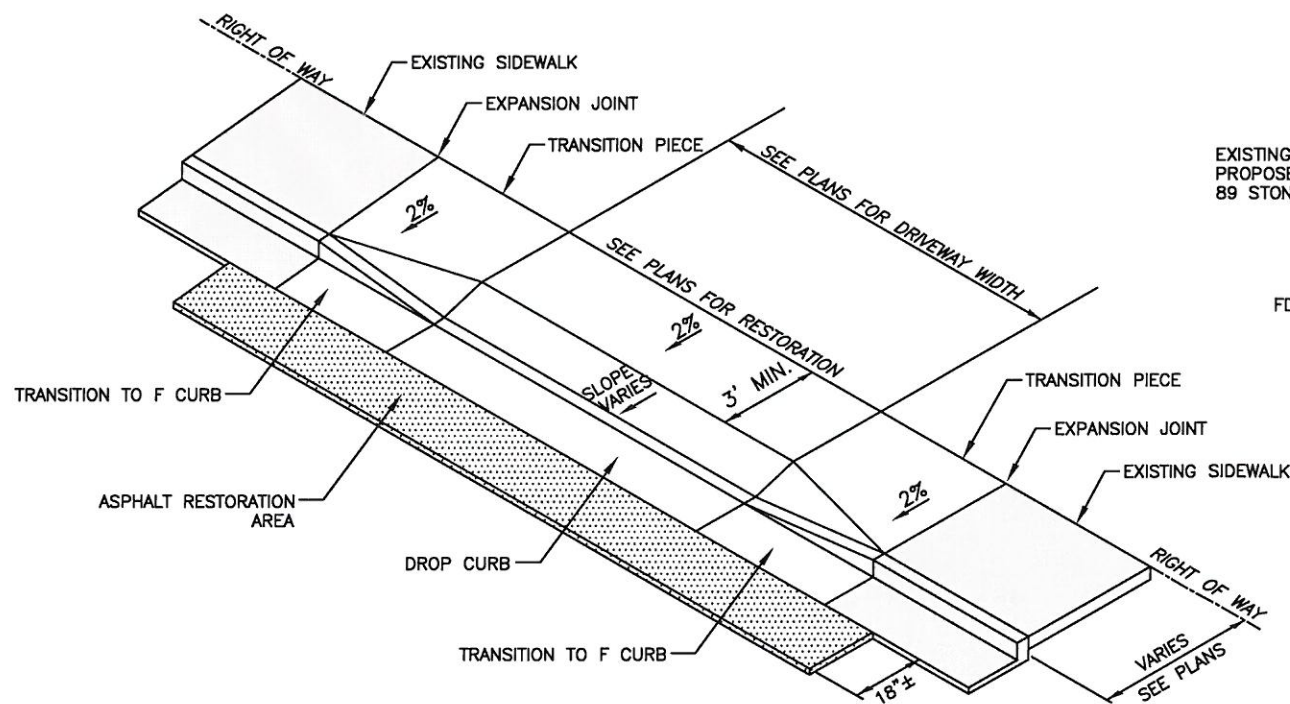 RIGHT OF WAY
EXISTING SIDEWALK
EXPANSION JOINT
TRANSITION PIECE
2%
SEE PLANS FOR DRIVEWAY WIDTH
SEE PLANS FOR RESTORATION
2%
3' MIN.
SLOPE
VARIES
TRANSITION TO F CURB
ASPHALT RESTORATION
AREA
DROP CURB
TRANSITION TO F CURB
TRANSITION PIECE
EXPANSION JOINT
EXISTING SIDEWALK
2%
RIGHT OF WAY
18"±
VARIES
SEE PLANS
EXISTING
PROPOSE
89 STON
FD